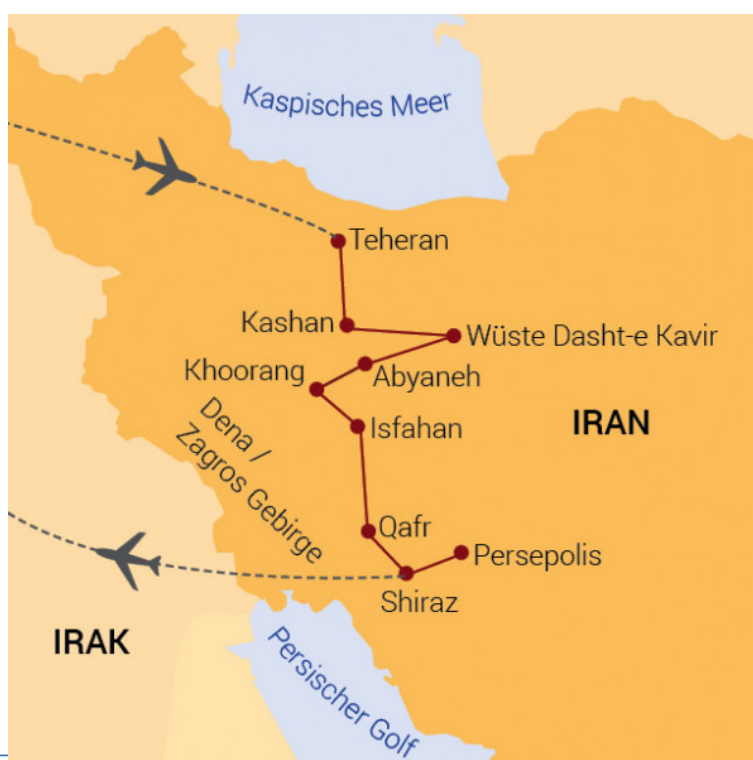 Kaspisches Meer
Teheran
Kashan
Wüste Dasht-e Kavir
Khoorang
Abyaneh
Dena /
Zagros Gebirge
Isfahan
IRAN
Qafr
Persepolis
Shiraz
IRAK
Persischer Golf